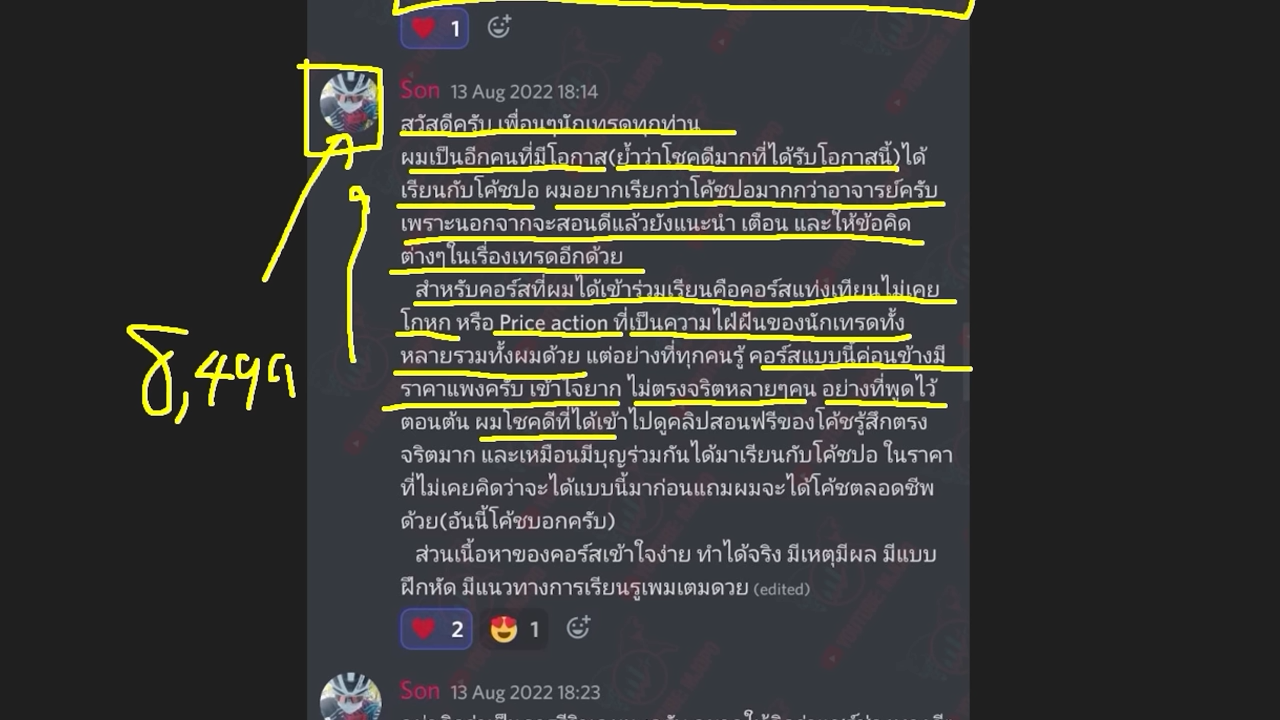 1
Son 13 Aug 2022 18:14
สวัสดีครับ เพื่อนๆนักเทรดทุกท่าน
ผมเป็นอีกคนที่มีโอกาส(ย้ำว่าโชคดีมากที่ได้รับโอกาสนี้)ได้
เรียนกับโค้ชปอ ผมอยากเรียกว่าโค้ชปอมากกว่าอาจารย์ครับ
เพราะนอกจากจะสอนดีแล้วยังแนะนำ เตือน และให้ข้อคิด
ต่างๆในเรื่องเทรดอีกด้วย
สำหรับคอร์สที่ผมได้เข้าร่วมเรียนคือคอร์สแท่งเทียนไม่เคย
โกหก หรือ Price action ที่เป็นความใฝ่ฝันของนักเทรดทั้ง
หลายรวมทั้งผมด้วย แต่อย่างที่ทุกคนรู้ คอร์สแบบนี้ค่อนข้างมี
ราคาแพงครับ เข้าใจยาก ไม่ตรงจริตหลายๆคน อย่างที่พูดไว้
ตอนต้น ผมโชคดีที่ได้เข้าไปดูคลิปสอนฟรีของโค้ชรู้สึกตรง
จริตมาก และเหมือนมีบุญร่วมกันได้มาเรียนกับโค้ชปอ ในราคา
ที่ไม่เคยคิดว่าจะได้แบบนี้มาก่อนแถมผมจะได้โค้ชตลอดชีพ
ด้วย(อันนี้โค้ชบอกครับ)
ส่วนเนื้อหาของคอร์สเข้าใจง่าย ทำได้จริง มีเหตุมีผล มีแบบ
ฝึกหัด มีแนวทางการเรียนรู้เพิ่มเติมด้วย (edited)
2 1
Son 13 Aug 2022 18:23